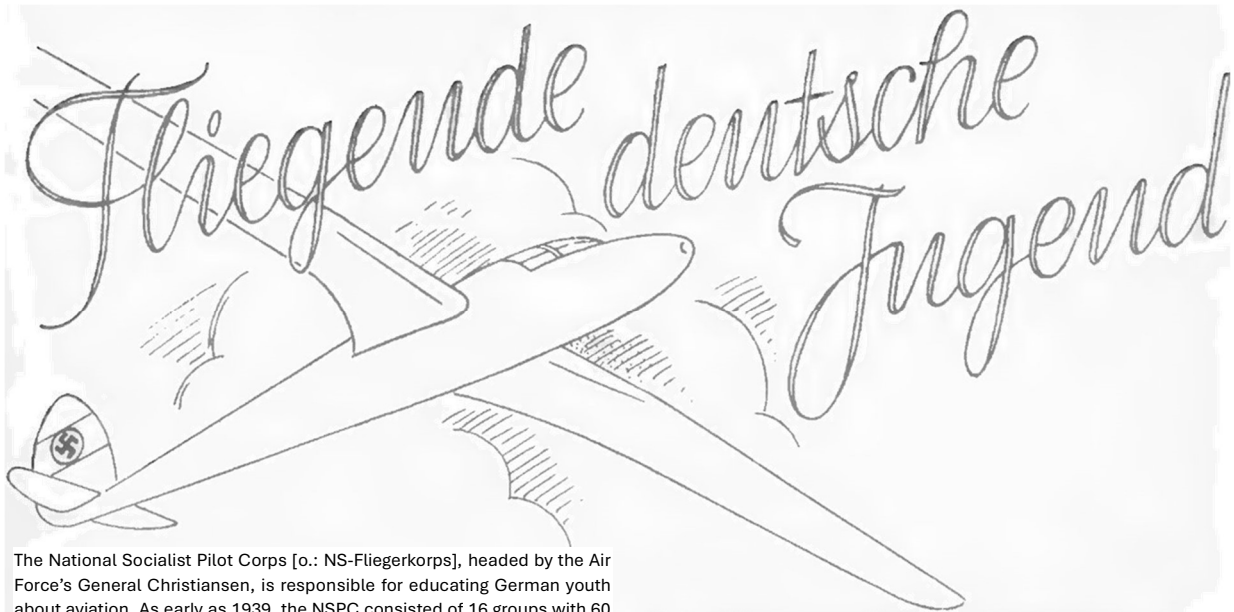 Fliegende deutsche
Jugend
The National Socialist Pilot Corps [o.: NS-Fliegerkorps], headed by the Air
Force’s General Christiansen, is responsible for educating German youth
about aviation. As early as 1939, the NSPC consisted of 16 groups with 60